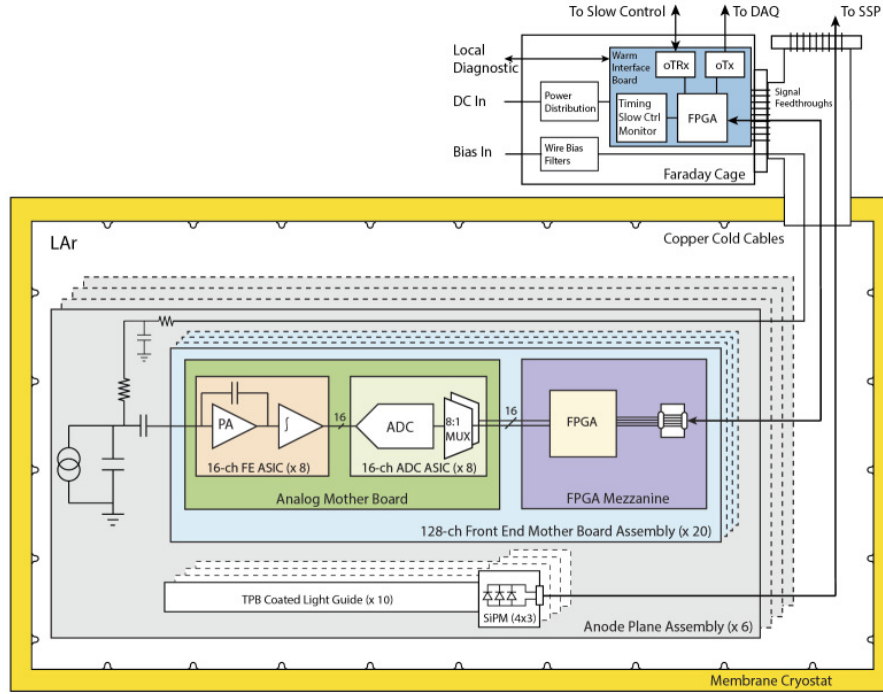 To Slow Control
To DAQ
To SSP
Local
Diagnostic
Warm
Interface
Board
oTRx
oTx
Signal
Feedthroughs
DC In
Power
Distribution
Timing
Slow Ctrl
Monitor
FPGA
Bias In
Wire Bias
Filters
Faraday Cage
LAr
Copper Cold Cables
PA
∫
16
ADC
8:1
MUX
16
FPGA
16-ch FE ASIC (x 8)
16-ch ADC ASIC (x 8)
Analog Mother Board
FPGA Mezzanine
128-ch Front End Mother Board Assembly (x 20)
TPB Coated Light Guide (x 10)
SiPM (4x3)
Anode Plane Assembly (x 6)
Membrane Cryostat